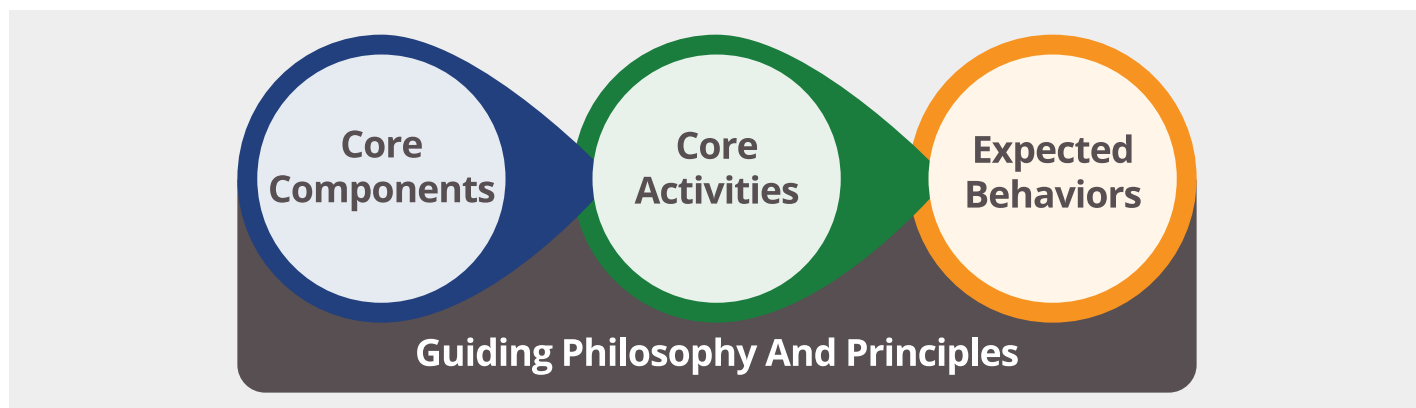 Core
Components
Core
Activities
Expected
Behaviors
Guiding Philosophy And Principles